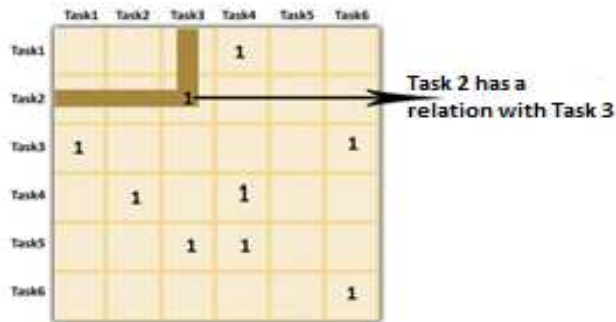 Task1 Task2 Task3 Task4 Task5 Task6
Task1 1
Task2 1 Task 2 has a
relation with Task 3
Task3 1 1
Task4 1 1
Task5 1 1
Task6 1